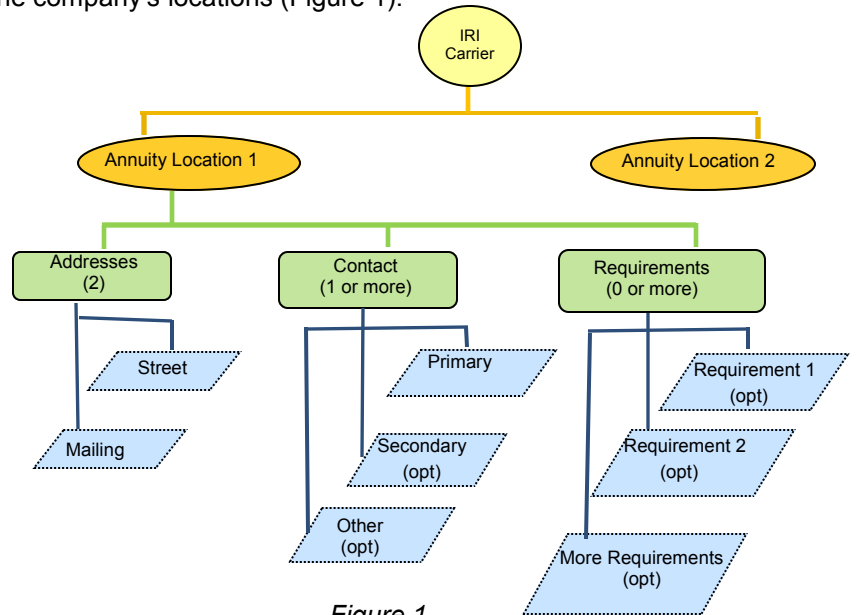 he company's locations (Figure 1).
IRI
Carrier
Annuity Location 1
Annuity Location 2
Addresses
(2)
Contact
(1 or more)
Requirements
(0 or more)
Street
Primary
Requirement 1
(opt)
Mailing
Secondary
(opt)
Requirement 2
(opt)
Other
(opt)
More Requirements
(opt)
Figure 1